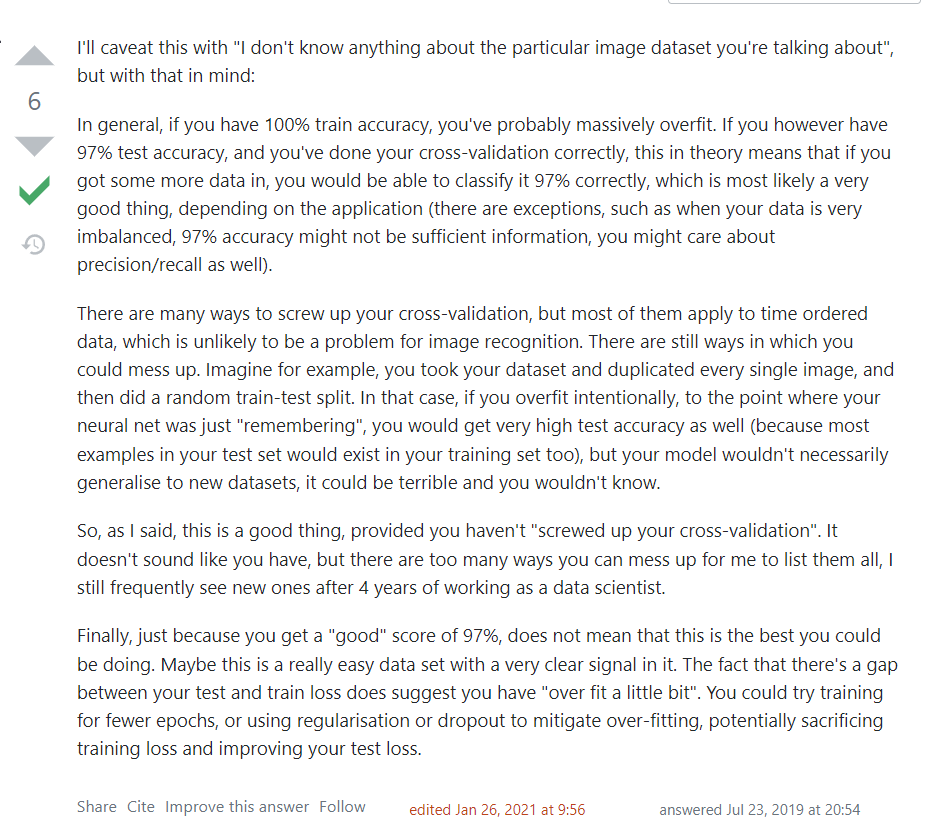 I'll caveat this with "I don't know anything about the particular image dataset you're talking about",
but with that in mind:
6
In general, if you have 100% train accuracy, you've probably massively overfit. If you however have
97% test accuracy, and you've done your cross-validation correctly, this in theory means that if you
got some more data in, you would be able to classify it 97% correctly, which is most likely a very
good thing, depending on the application (there are exceptions, such as when your data is very
imbalanced, 97% accuracy might not be sufficient information, you might care about
precision/recall as well).
There are many ways to screw up your cross-validation, but most of them apply to time ordered
data, which is unlikely to be a problem for image recognition. There are still ways in which you
could mess up. Imagine for example, you took your dataset and duplicated every single image, and
then did a random train-test split. In that case, if you overfit intentionally, to the point where your
neural net was just "remembering", you would get very high test accuracy as well (because most
examples in your test set would exist in your training set too), but your model wouldn't necessarily
generalise to new datasets, it could be terrible and you wouldn't know.
So, as I said, this is a good thing, provided you haven't "screwed up your cross-validation". It
doesn't sound like you have, but there are too many ways you can mess up for me to list them all, I
still frequently see new ones after 4 years of working as a data scientist.
Finally, just because you get a "good" score of 97%, does not mean that this is the best you could
be doing. Maybe this is a really easy data set with a very clear signal in it. The fact that there's a gap
between your test and train loss does suggest you have "over fit a little bit". You could try training
for fewer epochs, or using regularisation or dropout to mitigate over-fitting, potentially sacrificing
training loss and improving your test loss.
Share Cite Improve this answer Follow edited Jan 26, 2021 at 9:56 answered Jul 23, 2019 at 20:54